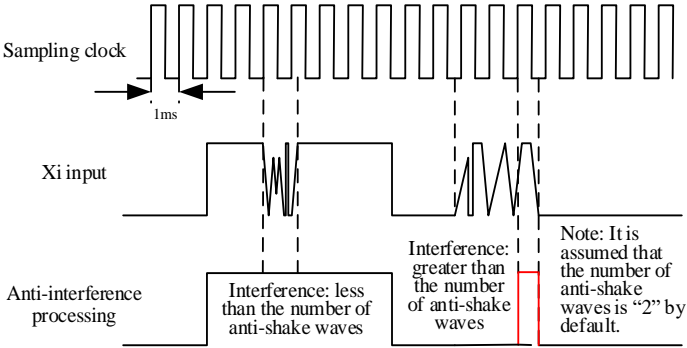 Sampling clock
1ms
Xi input
Anti-interference
processing
Interference: less
than the number of
anti-shake waves
Interference:
greater than
the number
of anti-shake
waves
Note: It is
assumed that
the number of
anti-shake
waves is “2” by
default.